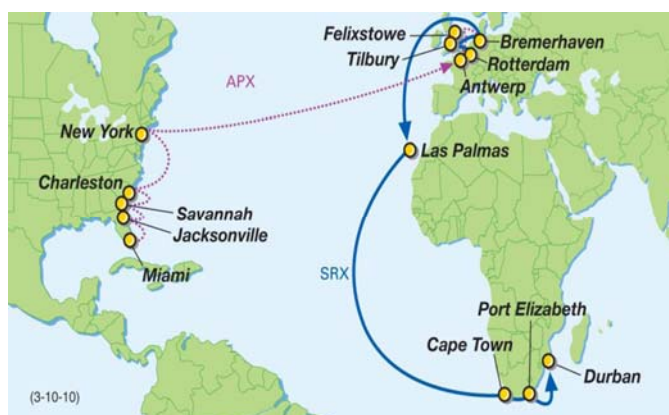 Felixstowe
Bremerhaven
Tilbury
Rotterdam
APX
Antwerp
New York
Las Palmas
Charleston
Savannah
Jacksonville
SRX
Miami
Port Elizabeth
Cape Town
Durban
(3-10-10)